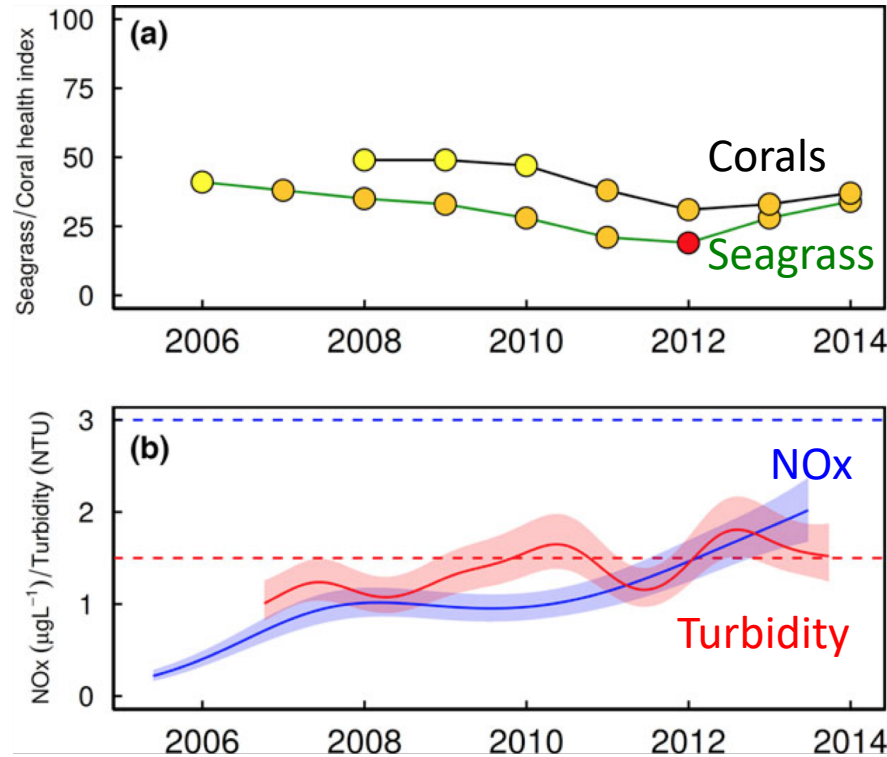 (a)
Seagrass/Coral health index
100
75
50
25
0
Corals
Seagrass
2006 2008 2010 2012 2014
(b)
NOx (µgL⁻¹)/Turbidity (NTU)
3
2
1
0
NOx
Turbidity
2006 2008 2010 2012 2014